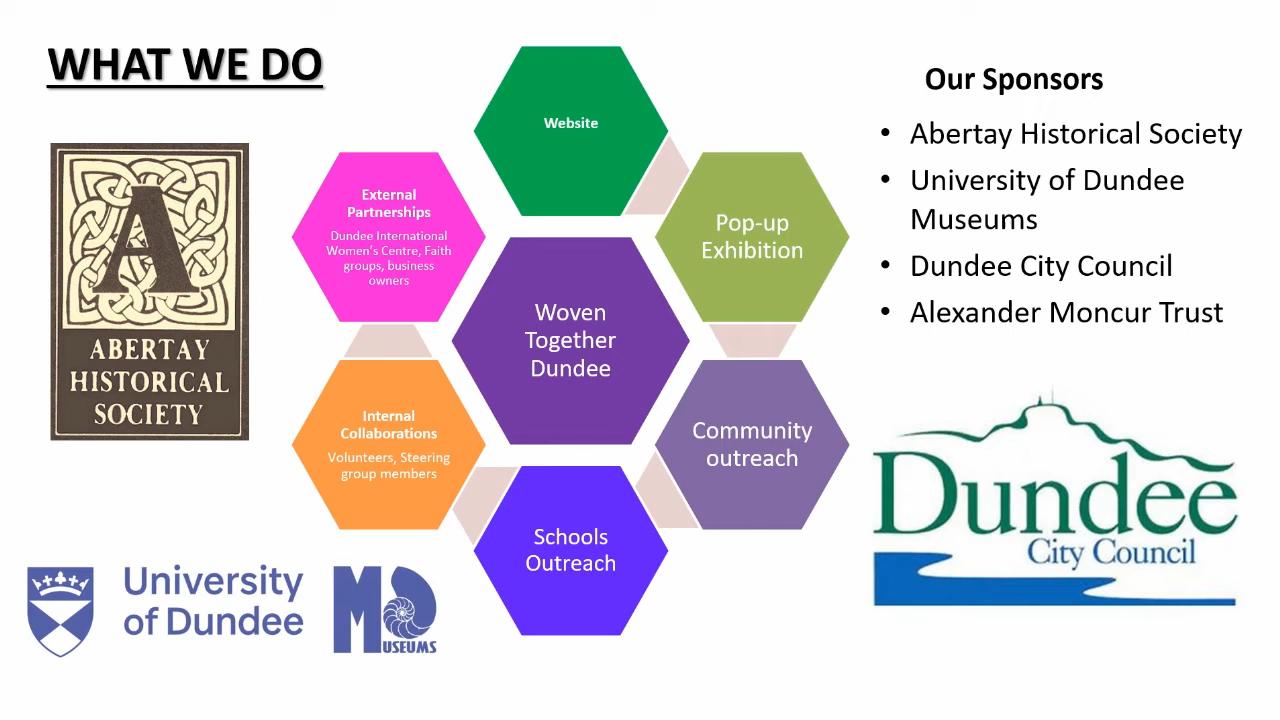 WHAT WE DO
ABERTAY
HISTORICAL
SOCIETY
Website
External
Partnerships
Dundee International
Women's Centre, Faith
groups, business
owners
Pop-up
Exhibition
Woven
Together
Dundee
Internal
Collaborations
Volunteers, Steering
group members
Community
outreach
Schools
Outreach
Our Sponsors
• Abertay Historical Society
• University of Dundee
Museums
• Dundee City Council
• Alexander Moncur Trust
Dundee
City Council
University
of Dundee
MUSEUMS